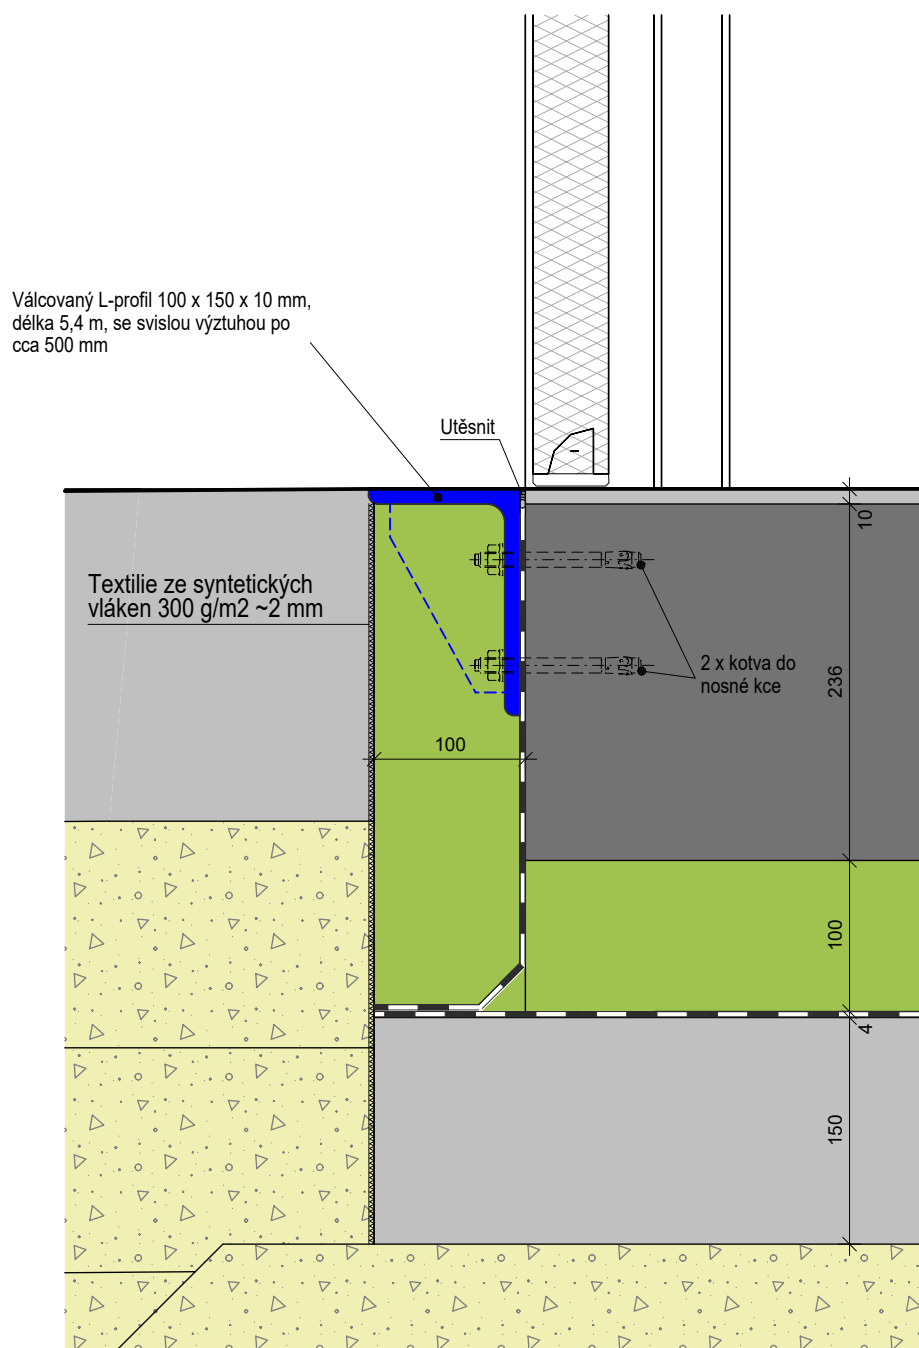 Válcovaný L-profil 100 x 150 x 10 mm,
délka 5,4 m, se svislou výztuhou po
cca 500 mm
Utěsnit
10
Textilie ze syntetických
vláken 300 g/m2 ~2 mm
2 x kotva do
nosné kce
236
100
100
4
150